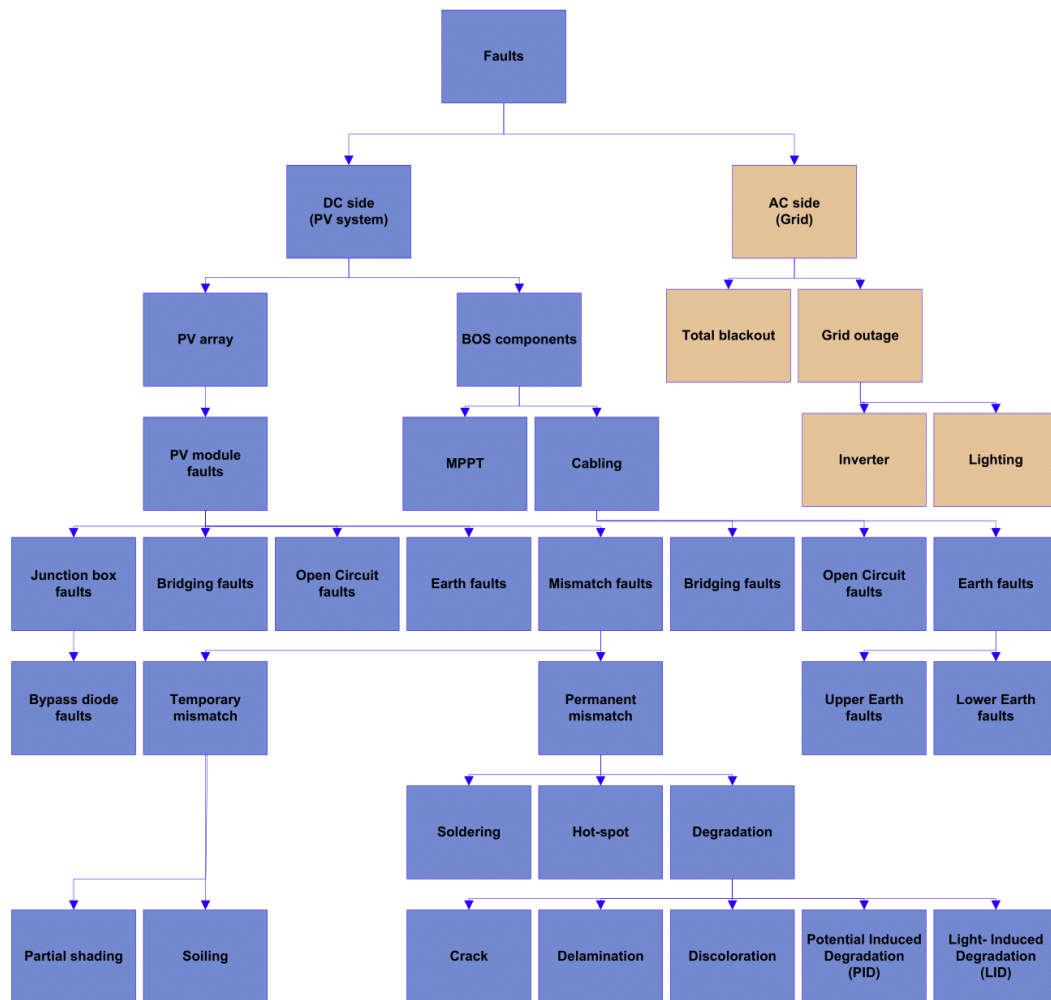 Faults
DC side
(PV system)
AC side
(Grid)
PV array
BOS components
Total blackout
Grid outage
PV module
faults
MPPT
Cabling
Inverter
Lighting
Junction box
faults
Bridging faults
Open Circuit
faults
Earth faults
Mismatch faults
Bridging faults
Open Circuit
faults
Earth faults
Bypass diode
faults
Temporary
mismatch
Permanent
mismatch
Upper Earth
faults
Lower Earth
faults
Soldering
Hot-spot
Degradation
Partial shading
Soiling
Crack
Delamination
Discoloration
Potential Induced
Degradation
(PID)
Light- Induced
Degradation
(LID)